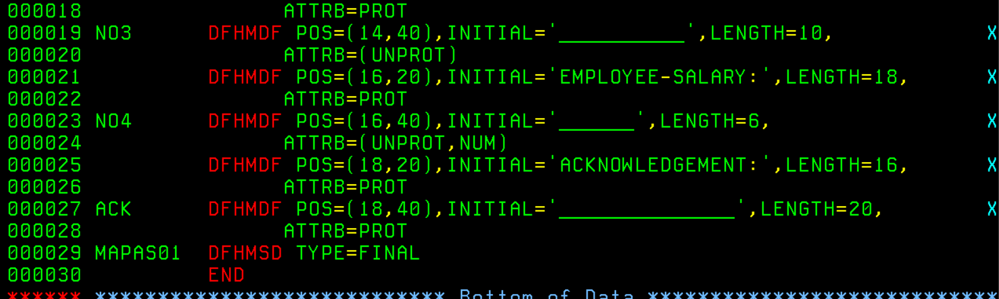 000018                ATTRB=PROT
000019 NO3      DFHMDF POS=(14,40),INITIAL='__________',LENGTH=10,            X
000020                ATTRB=(UNPROT)
000021          DFHMDF POS=(16,20),INITIAL='EMPLOYEE-SALARY:',LENGTH=18,      X
000022                ATTRB=PROT
000023 NO4      DFHMDF POS=(16,40),INITIAL='______',LENGTH=6,                 X
000024                ATTRB=(UNPROT,NUM)
000025          DFHMDF POS=(18,20),INITIAL='ACKNOWLEDGEMENT:',LENGTH=16,      X
000026                ATTRB=PROT
000027 ACK      DFHMDF POS=(18,40),INITIAL='______________',LENGTH=20,        X
000028                ATTRB=PROT
000029 MAPAS01  DFHMSD TYPE=FINAL
000030          END
****** **************************** Bottom of Data ****************************